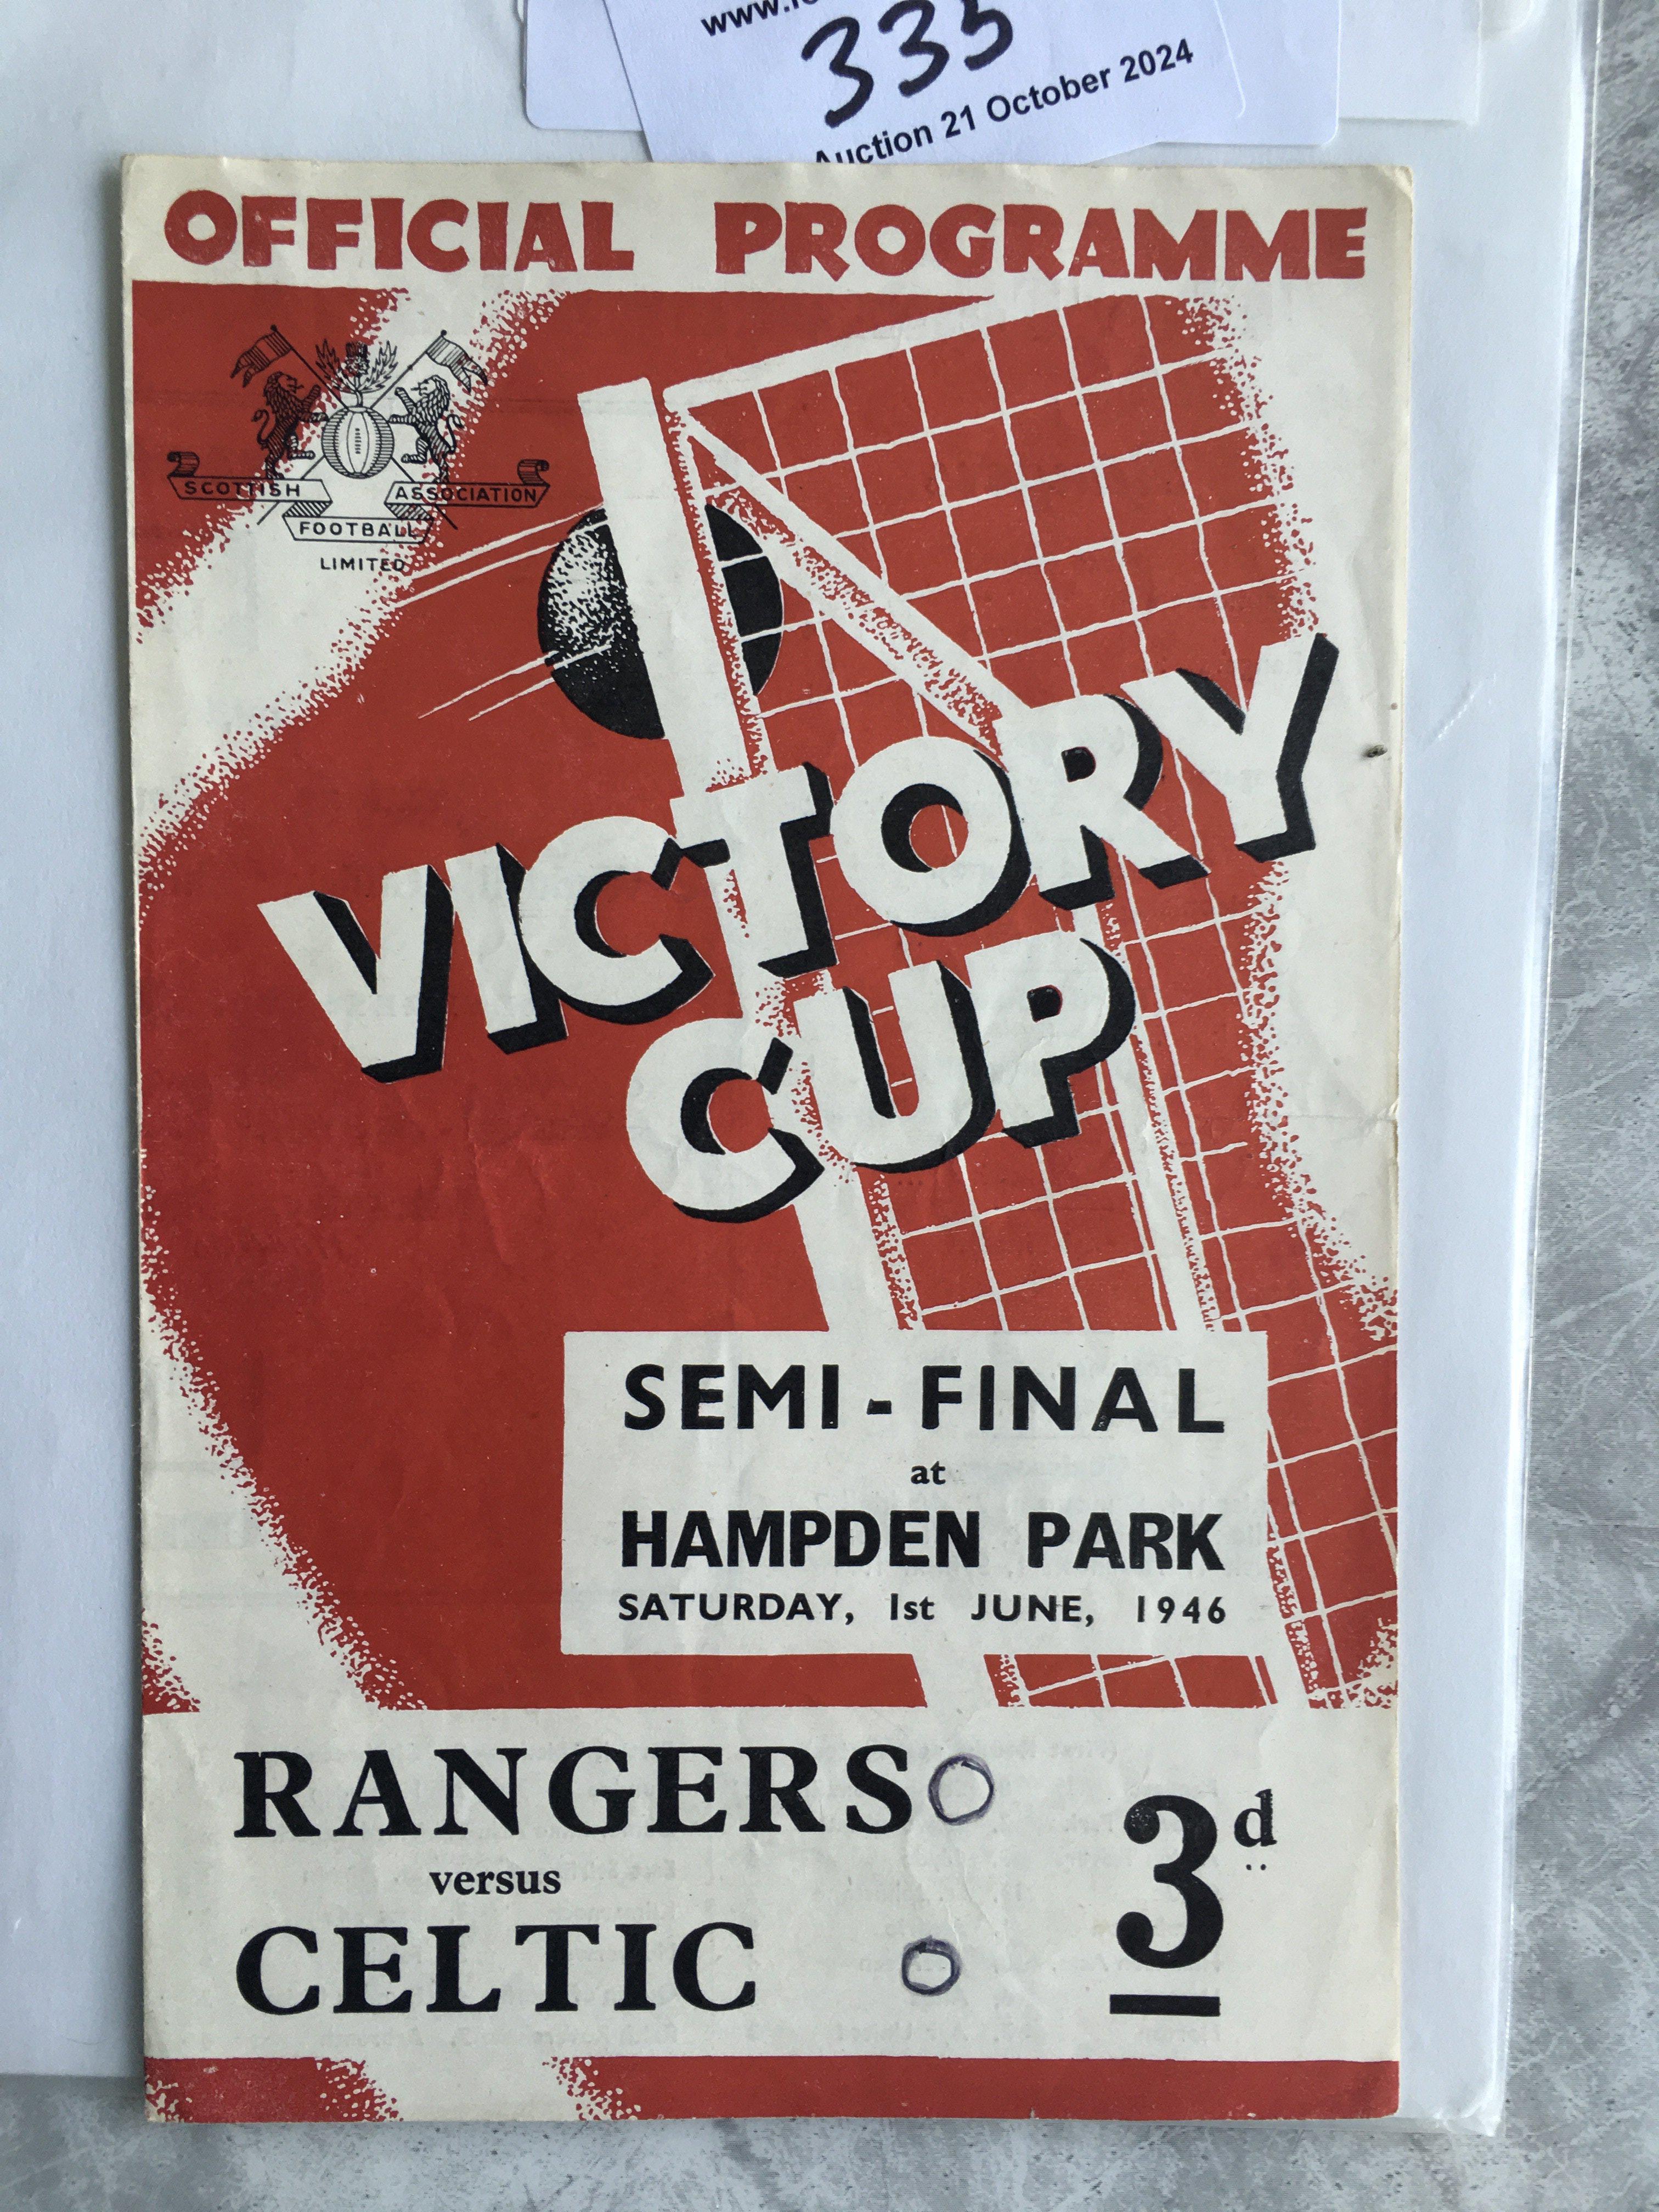 335
Auction 21 October 2024
OFFICIAL PROGRAMME
SCOTTISH ASSOCIATION
FOOTBALL
LIMITED
VICTORY
CUP
SEMI-FINAL
at
HAMPDEN PARK
SATURDAY, 1st JUNE, 1946
RANGERS O
versus
CELTIC O
3d